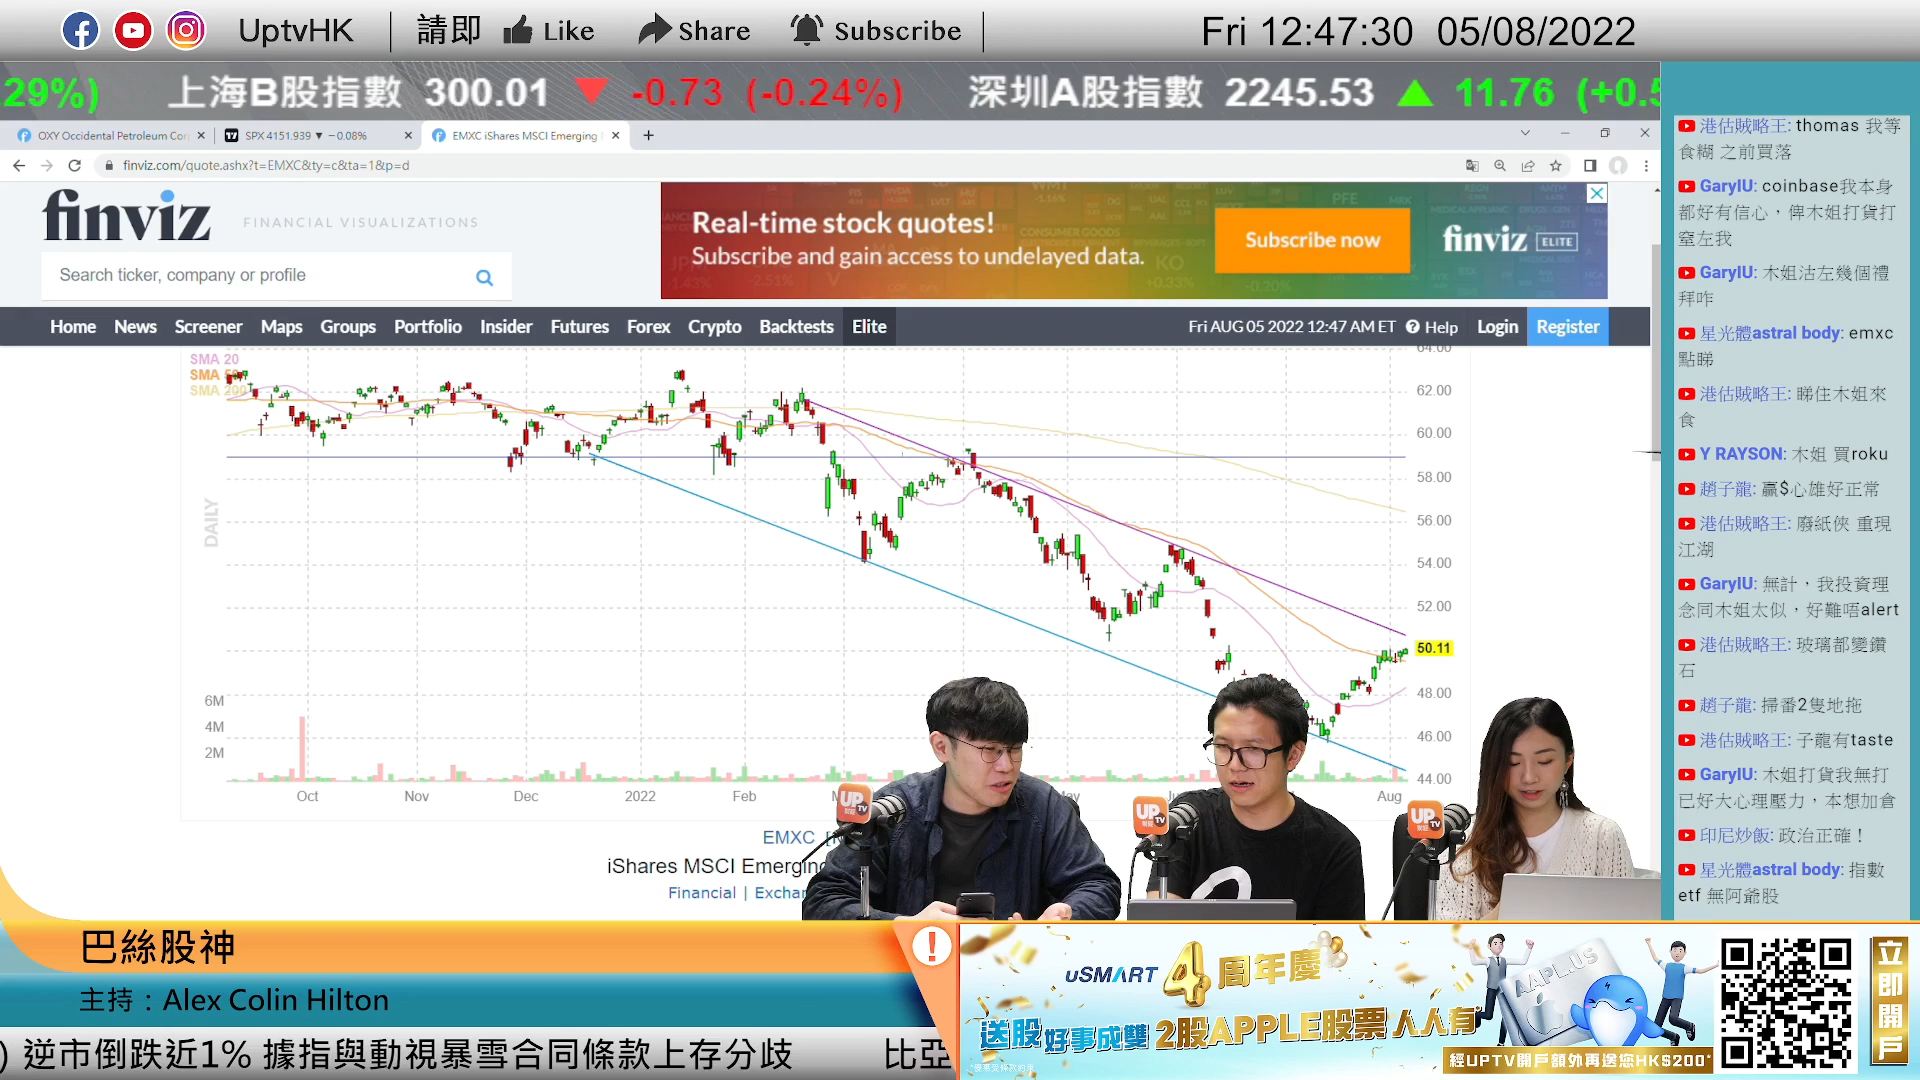 UptvHK
請即 Like Share Subscribe
Fri 12:47:30 05/08/2022
29%) 上海B股指數 300.01 ▼ -0.73 (-0.24%) 深圳A股指數 2245.53 ▲ 11.76 (+0.5
OXY Occidental Petroleum Cor
SPX 4151.939 ▼ −0.08%
EMXC iShares MSCI Emerging
finviz.com/quote.ashx?t=EMXC&ty=c&ta=1&p=d
finviz FINANCIAL VISUALIZATIONS
Search ticker, company or profile
Real-time stock quotes!
Subscribe and gain access to undelayed data.
Subscribe now
finviz ELITE
Home News Screener Maps Groups Portfolio Insider Futures Forex Crypto Backtests Elite
Fri AUG 05 2022 12:47 AM ET Help Login Register
SMA 20
SMA 50
SMA 200
DAILY
64.00
62.00
60.00
58.00
56.00
54.00
52.00
50.11
48.00
46.00
44.00
6M
4M
2M
Oct Nov Dec 2022 Feb Aug
EMXC
iShares MSCI Emerging
Financial | Exchan
UP TV
UP TV
UP TV
港估賊略王: thomas 我等
食糊 之前買落
GarylU: coinbase我本身
都好有信心，俾木姐打貨打
窒左我
GarylU: 木姐沽左幾個禮
拜咋
星光體astral body: emxc
點睇
港估賊略王: 睇住木姐來
食
Y RAYSON: 木姐 買roku
趙子龍: 贏$心雄好正常
港估賊略王: 廢紙俠 重現
江湖
GarylU: 無計，我投資理
念同木姐太似，好難唔alert
港估賊略王: 玻璃都變鑽
石
趙子龍: 掃番2隻地拖
港估賊略王: 子龍有taste
GarylU: 木姐打貨我無打
已好大心理壓力，本想加倉
印尼炒飯: 政治正確！
星光體astral body: 指數
etf 無阿爺股
巴絲股神
主持：Alex Colin Hilton
) 逆市倒跌近1% 據指與動視暴雪合同條款上存分歧 比亞
uSMART 4周年慶
送股好事成雙 2股APPLE股票人人有*
AAPL.US
經UPTV開戶額外再送您HK$200*
立即開戶